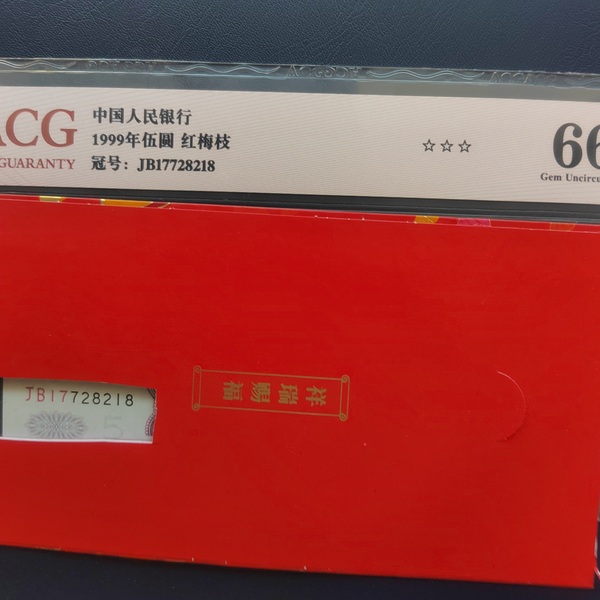 ACG
GUARANTY
中国人民银行
1999年伍圆 红梅枝
冠号：JB17728218
☆☆☆
66
Gem Uncircu
JB17728218
5
祥瑞赐福